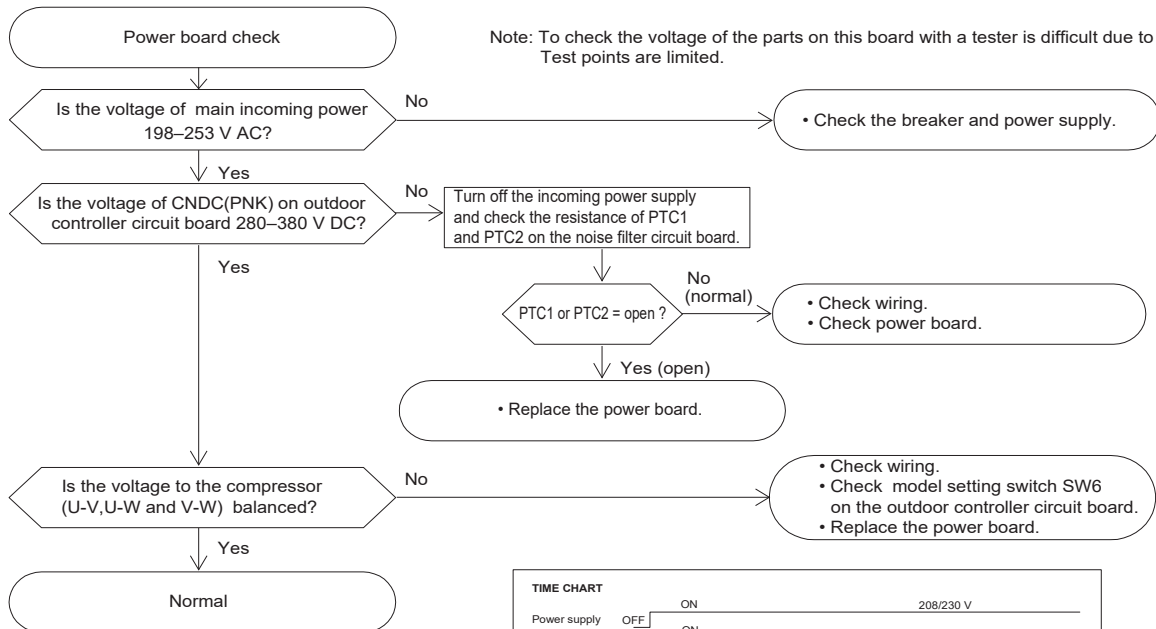 Power board check
Note: To check the voltage of the parts on this board with a tester is difficult due to
Test points are limited.
Is the voltage of main incoming power
198–253 V AC?
No
• Check the breaker and power supply.
Yes
Is the voltage of CNDC(PNK) on outdoor
controller circuit board 280–380 V DC?
No
Turn off the incoming power supply
and check the resistance of PTC1
and PTC2 on the noise filter circuit board.
Yes
PTC1 or PTC2 = open ?
No
(normal)
• Check wiring.
• Check power board.
Yes (open)
• Replace the power board.
Is the voltage to the compressor
(U-V,U-W and V-W) balanced?
No
• Check wiring.
• Check model setting switch SW6
on the outdoor controller circuit board.
• Replace the power board.
Yes
Normal
TIME CHART
ON
208/230 V
Power supply
OFF
ON